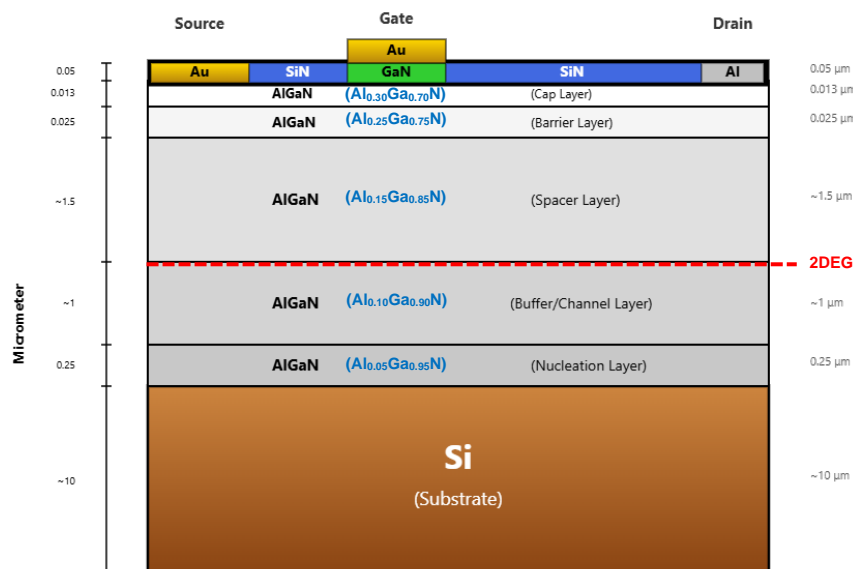 Source Gate Drain
Au
0.05 Au SiN GaN SiN Al 0.05 μm
0.013 AlGaN (Al₀.₃₀Ga₀.₇₀N) (Cap Layer) 0.013 μm
0.025 AlGaN (Al₀.₂₅Ga₀.₇₅N) (Barrier Layer) 0.025 μm
~1.5 AlGaN (Al₀.₁₅Ga₀.₈₅N) (Spacer Layer) ~1.5 μm
2DEG
~1 AlGaN (Al₀.₁₀Ga₀.₉₀N) (Buffer/Channel Layer) ~1 μm
Micrometer
0.25 AlGaN (Al₀.₀₅Ga₀.₉₅N) (Nucleation Layer) 0.25 μm
Si
~10 (Substrate) ~10 μm